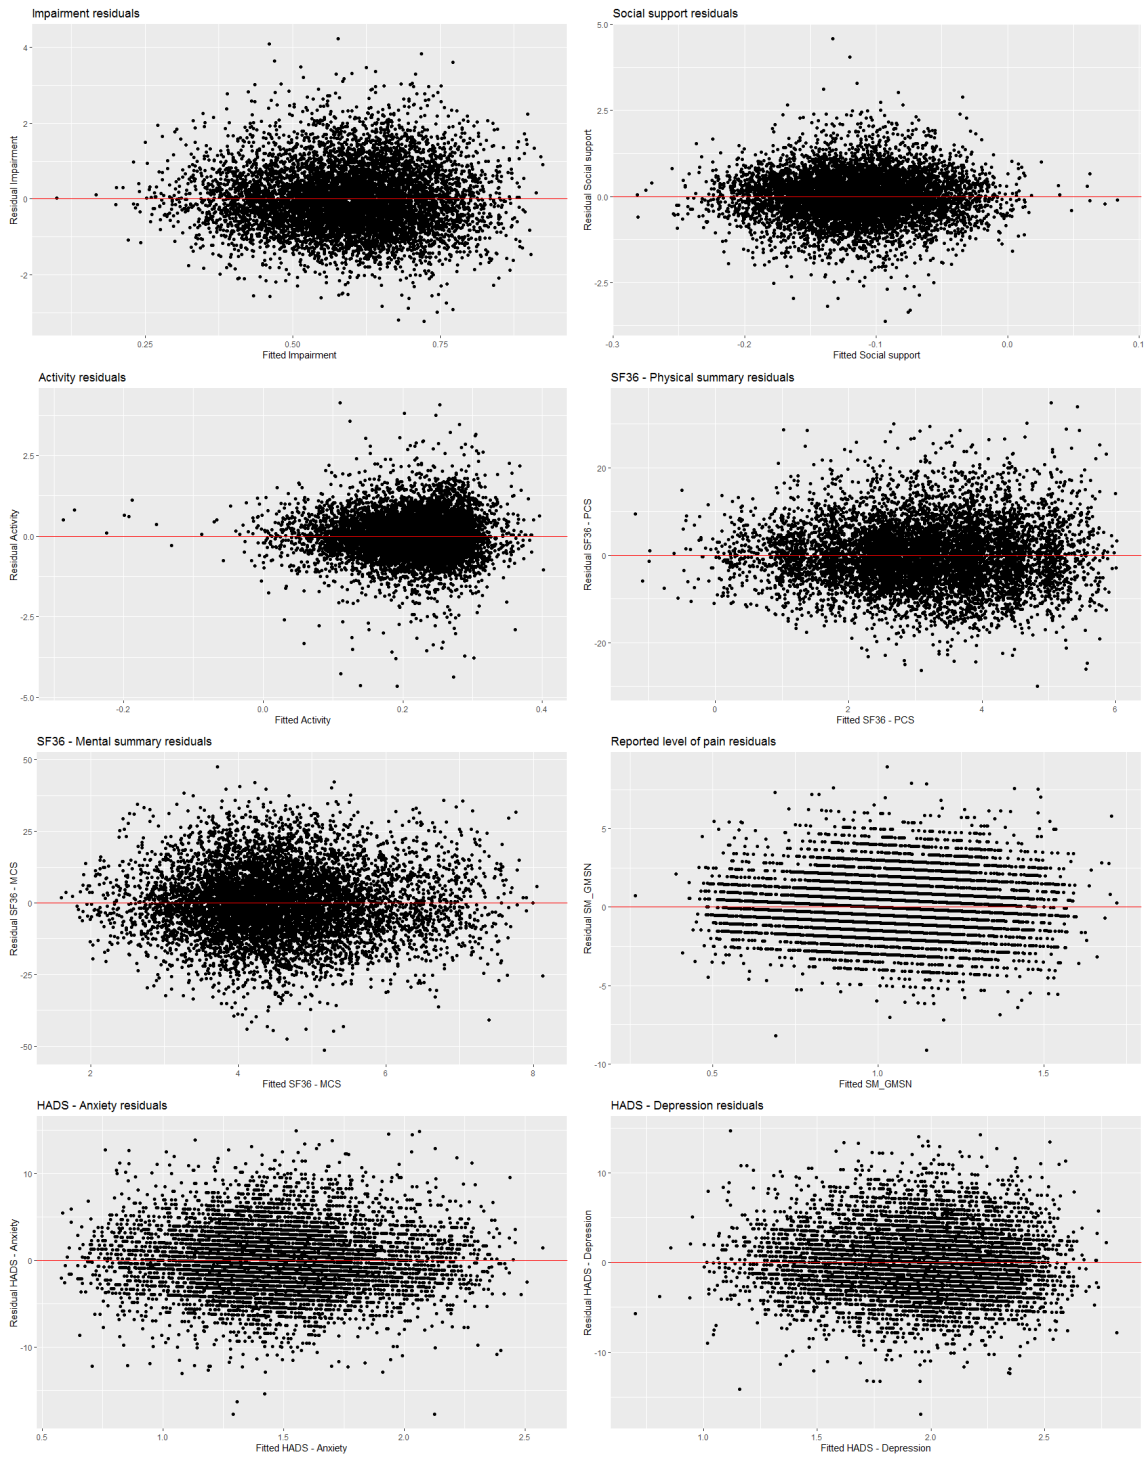 Impairment residuals
4
2
0
-2
Residual Impairment
0.25
0.50
0.75
Fitted Impairment
Social support residuals
5.0
2.5
0.0
-2.5
Residual Social support
-0.3
-0.2
-0.1
0.0
0.1
Fitted Social support
Activity residuals
2.5
0.0
-2.5
-5.0
Residual Activity
-0.2
0.0
0.2
0.4
Fitted Activity
SF36 - Physical summary residuals
20
0
-20
Residual SF36 - PCS
0
2
4
6
Fitted SF36 - PCS
SF36 - Mental summary residuals
50
25
0
-25
-50
Residual SF36 - MCS
2
4
6
8
Fitted SF36 - MCS
Reported level of pain residuals
5
0
-5
-10
Residual SM_GMSN
0.5
1.0
1.5
Fitted SM_GMSN
HADS - Anxiety residuals
10
0
-10
Residual HADS - Anxiety
0.5
1.0
1.5
2.0
2.5
Fitted HADS - Anxiety
HADS - Depression residuals
10
0
-10
Residual HADS - Depression
1.0
1.5
2.0
2.5
Fitted HADS - Depression